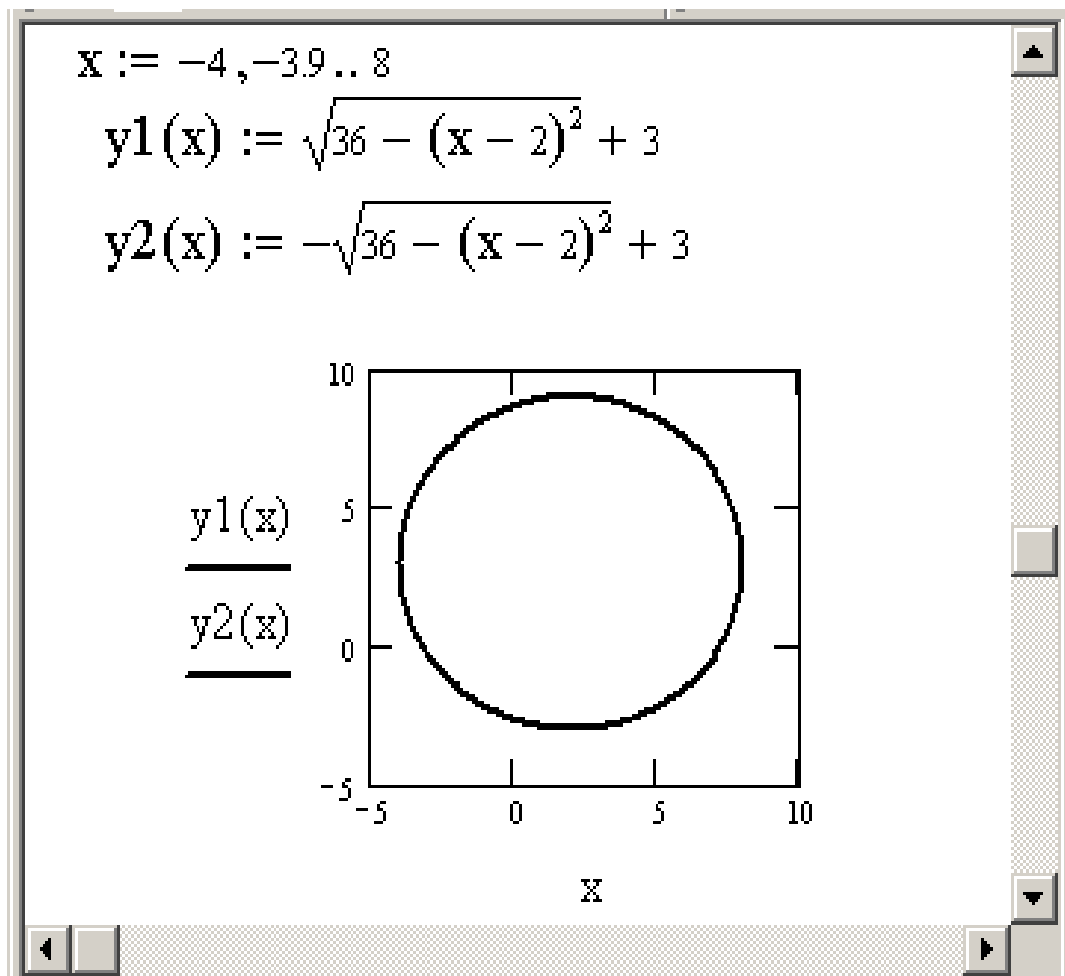 x := −4 , −3.9 .. 8
y1(x) := √36 − (x − 2)² + 3
y2(x) := −√36 − (x − 2)² + 3
10
5
y1(x)
y2(x)
0
−5
−5 0 5 10
x